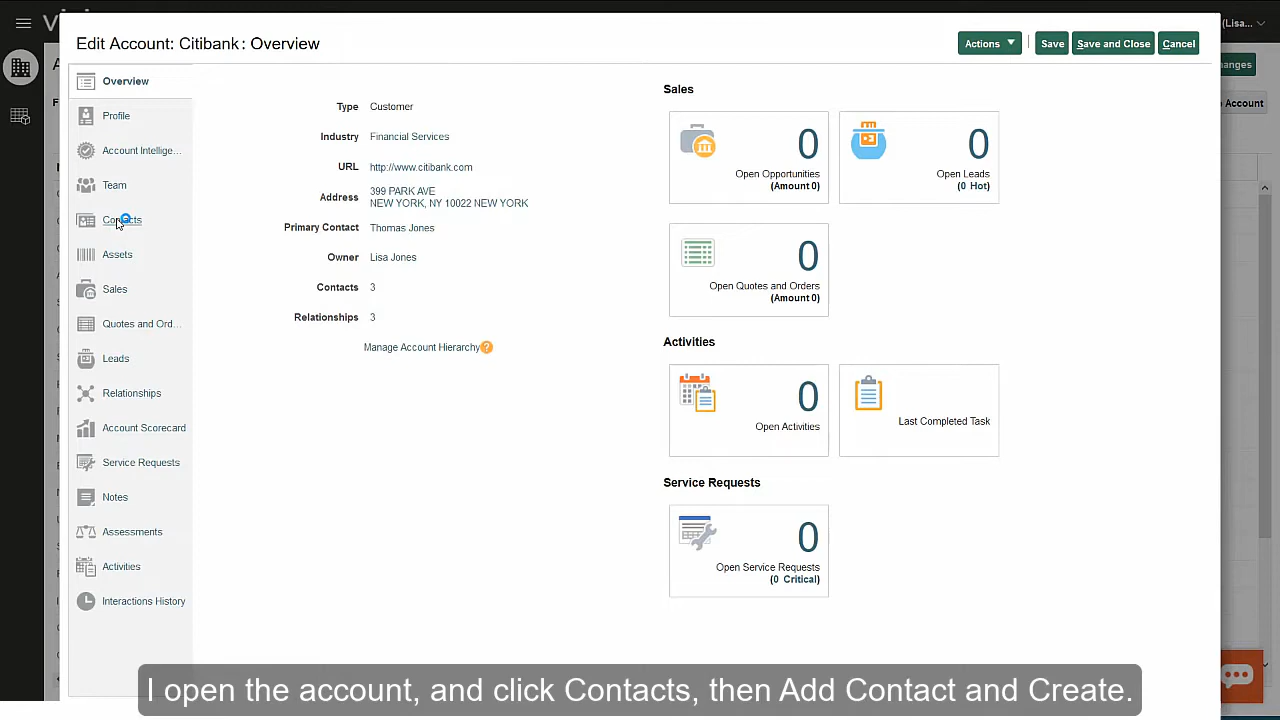 (Lisa...
Edit Account: Citibank : Overview
Actions
Save
Save and Close
Cancel
hanges
e Account
Overview
Profile
Account Intellige...
Team
Contacts
Assets
Sales
Quotes and Ord...
Leads
Relationships
Account Scorecard
Service Requests
Notes
Assessments
Activities
Interactions History
Type Customer
Industry Financial Services
URL http://www.citibank.com
Address 399 PARK AVE
NEW YORK, NY 10022 NEW YORK
Primary Contact Thomas Jones
Owner Lisa Jones
Contacts 3
Relationships 3
Manage Account Hierarchy ?
Sales
0
Open Opportunities
(Amount 0)
0
Open Leads
(0 Hot)
0
Open Quotes and Orders
(Amount 0)
Activities
0
Open Activities
Last Completed Task
Service Requests
0
Open Service Requests
(0 Critical)
I open the account, and click Contacts, then Add Contact and Create.